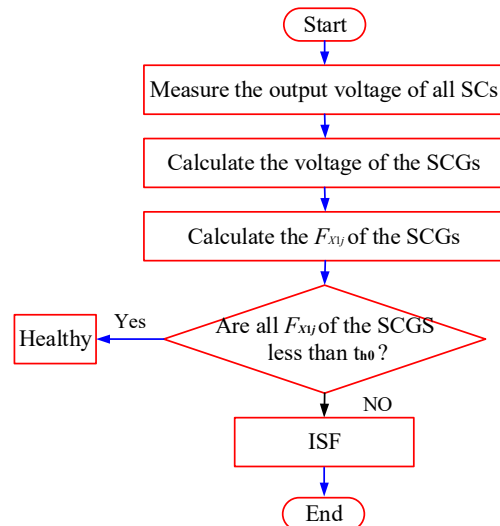 Start
Measure the output voltage of all SCs
Calculate the voltage of the SCGs
Calculate the FX1j of the SCGs
Yes
Healthy
Are all FX1j of the SCGS
less than th0 ?
NO
ISF
End